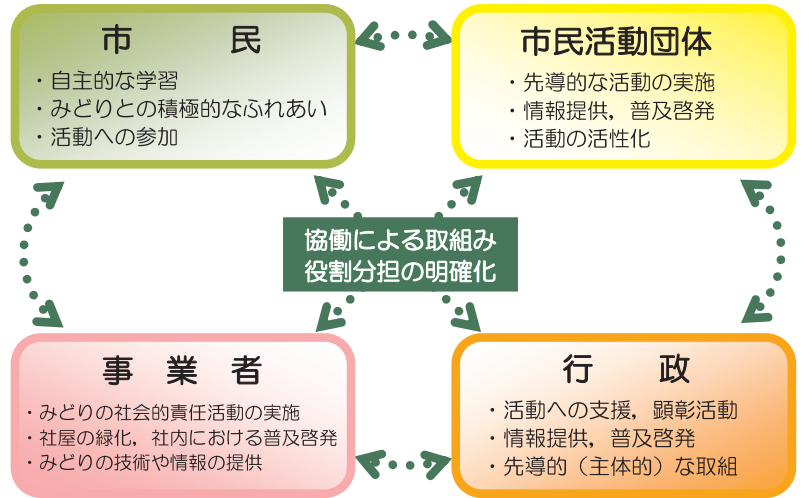 市　　　民
・自主的な学習
・みどりとの積極的なふれあい
・活動への参加
市民活動団体
・先導的な活動の実施
・情報提供，普及啓発
・活動の活性化
協働による取組み
役割分担の明確化
事　業　者
・みどりの社会的責任活動の実施
・社屋の緑化，社内における普及啓発
・みどりの技術や情報の提供
行　　政
・活動への支援，顕彰活動
・情報提供，普及啓発
・先導的（主体的）な取組